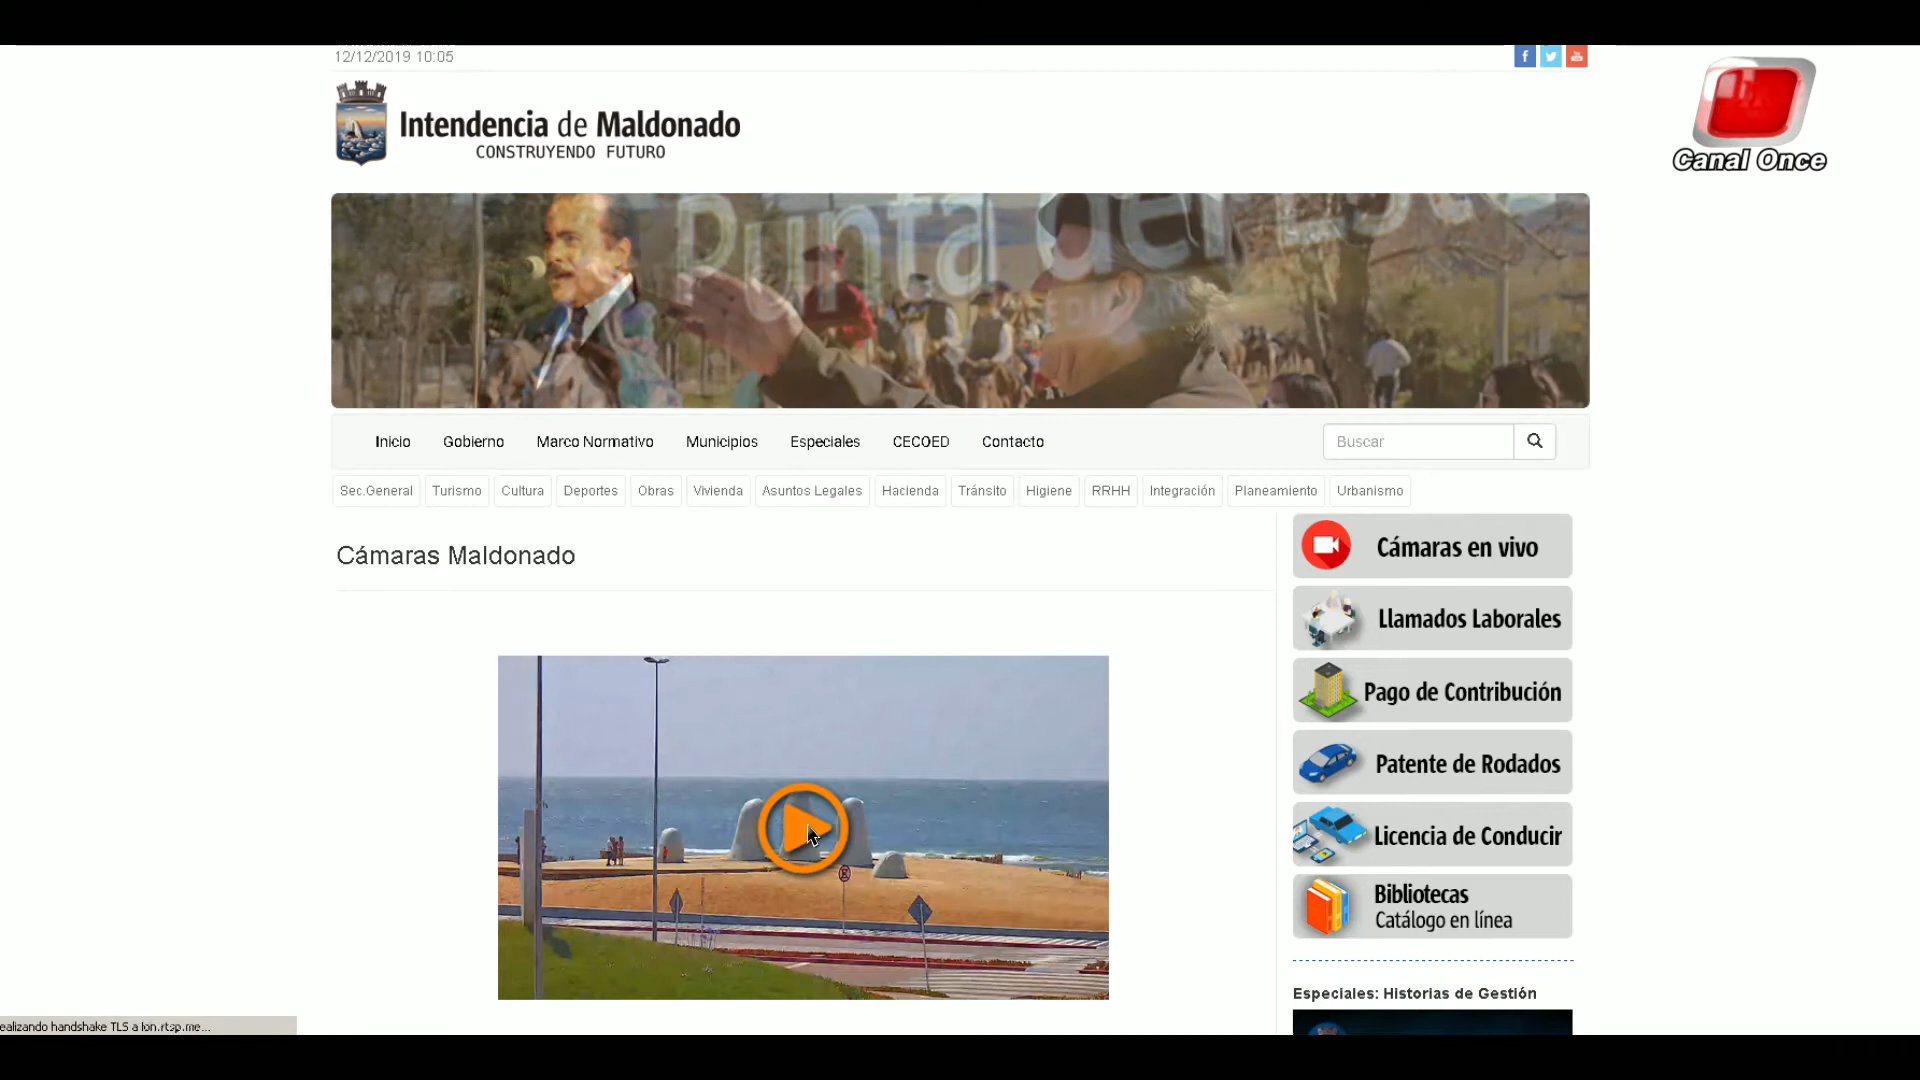 12/12/2019 10:05
Intendencia de Maldonado
CONSTRUYENDO FUTURO
Canal Once
Punta del Este
Inicio Gobierno Marco Normativo Municipios Especiales CECOED Contacto Buscar
Sec.General Turismo Cultura Deportes Obras Vivienda Asuntos Legales Hacienda Tránsito Higiene RRHH Integración Planeamiento Urbanismo
Cámaras Maldonado
Cámaras en vivo
Llamados Laborales
Pago de Contribución
Patente de Rodados
Licencia de Conducir
Bibliotecas
Catálogo en línea
Especiales: Historias de Gestión
ealizando handshake TLS a lon.rtsp.me...